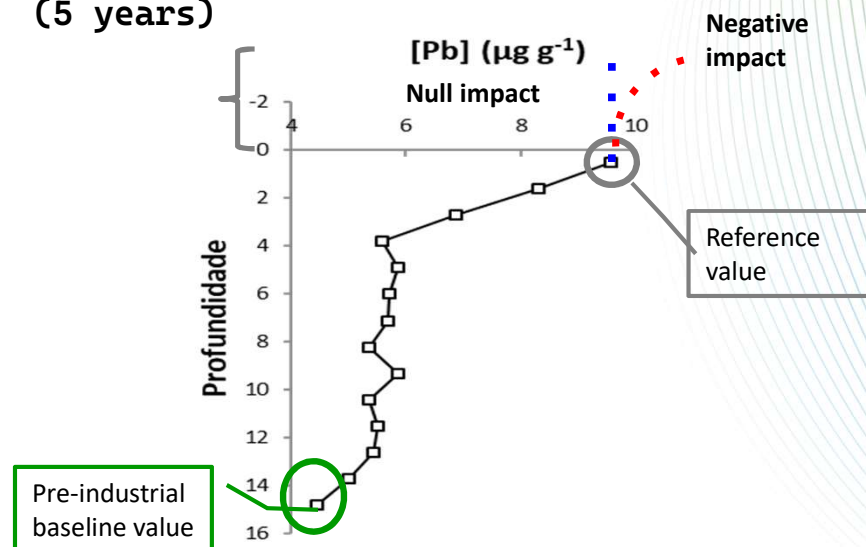 (5 years)
Negative
impact
[Pb] (µg g-1)
Null impact
-2
4
6
8
10
0
2
4
6
8
10
12
14
16
Profundidade
Reference
value
Pre-industrial
baseline value